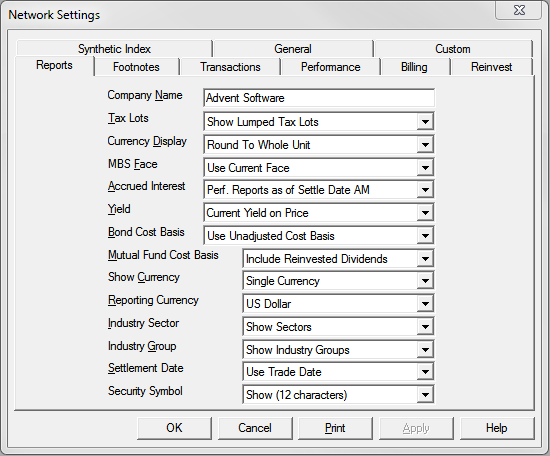 Network Settings
Synthetic Index General Custom
Reports Footnotes Transactions Performance Billing Reinvest
Company Name Advent Software
Tax Lots Show Lumped Tax Lots
Currency Display Round To Whole Unit
MBS Face Use Current Face
Accrued Interest Perf. Reports as of Settle Date AM
Yield Current Yield on Price
Bond Cost Basis Use Unadjusted Cost Basis
Mutual Fund Cost Basis Include Reinvested Dividends
Show Currency Single Currency
Reporting Currency US Dollar
Industry Sector Show Sectors
Industry Group Show Industry Groups
Settlement Date Use Trade Date
Security Symbol Show (12 characters)
OK Cancel Print Apply Help